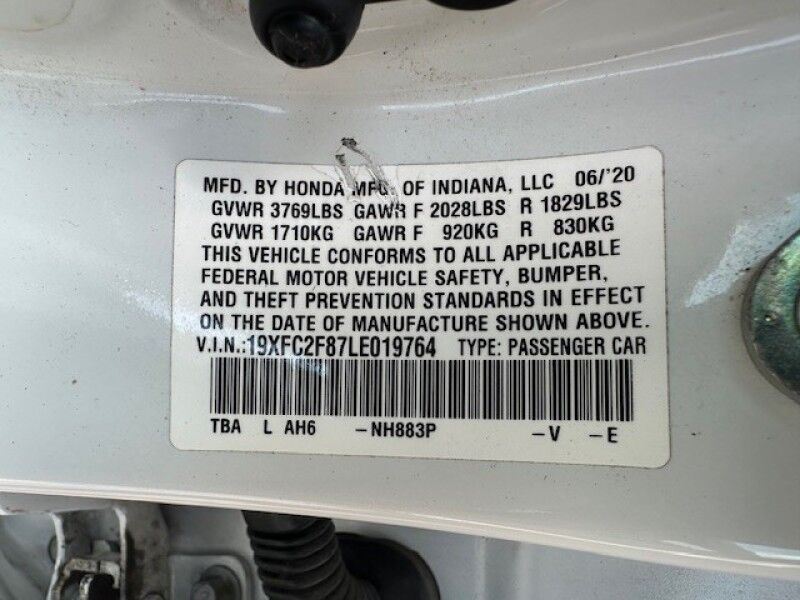 MFD. BY HONDA MFG. OF INDIANA, LLC 06/'20
GVWR 3769LBS GAWR F 2028LBS R 1829LBS
GVWR 1710KG GAWR F 920KG R 830KG
THIS VEHICLE CONFORMS TO ALL APPLICABLE
FEDERAL MOTOR VEHICLE SAFETY, BUMPER,
AND THEFT PREVENTION STANDARDS IN EFFECT
ON THE DATE OF MANUFACTURE SHOWN ABOVE.
V.I.N.:19XFC2F87LE019764 TYPE: PASSENGER CAR
TBA L AH6 -NH883P -V -E